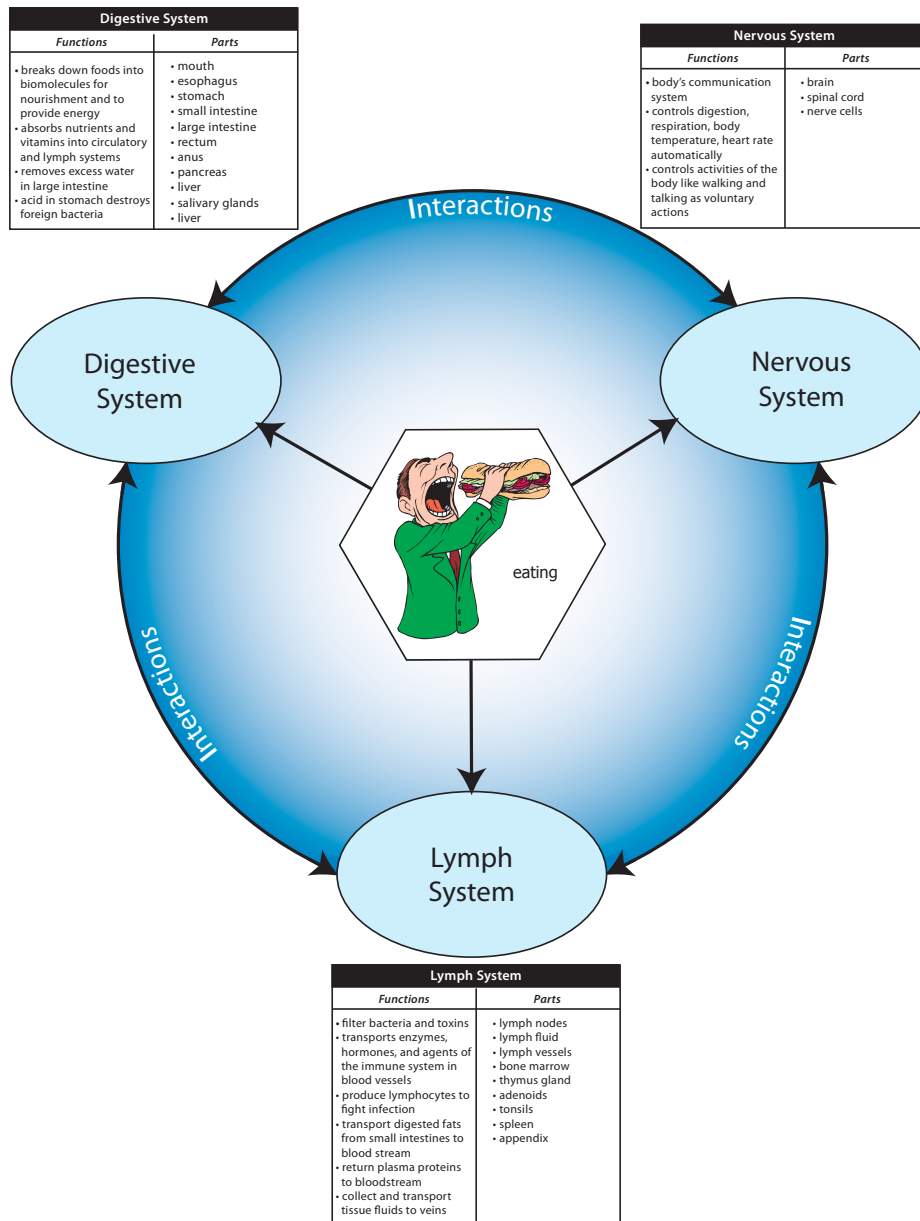 Digestive System
Functions
Parts
• breaks down foods into
biomolecules for
nourishment and to
provide energy
• absorbs nutrients and
vitamins into circulatory
and lymph systems
• removes excess water
in large intestine
• acid in stomach destroys
foreign bacteria
• mouth
• esophagus
• stomach
• small intestine
• large intestine
• rectum
• anus
• pancreas
• liver
• salivary glands
• liver
Nervous System
Functions
Parts
• body's communication
system
• controls digestion,
respiration, body
temperature, heart rate
automatically
• controls activities of the
body like walking and
talking as voluntary
actions
• brain
• spinal cord
• nerve cells
Interactions
Digestive
System
Nervous
System
eating
Interactions
Interactions
Lymph
System
Lymph System
Functions
Parts
• filter bacteria and toxins
• transports enzymes,
hormones, and agents of
the immune system in
blood vessels
• produce lymphocytes to
fight infection
• transport digested fats
from small intestines to
blood stream
• return plasma proteins
to bloodstream
• collect and transport
tissue fluids to veins
• lymph nodes
• lymph fluid
• lymph vessels
• bone marrow
• thymus gland
• adenoids
• tonsils
• spleen
• appendix